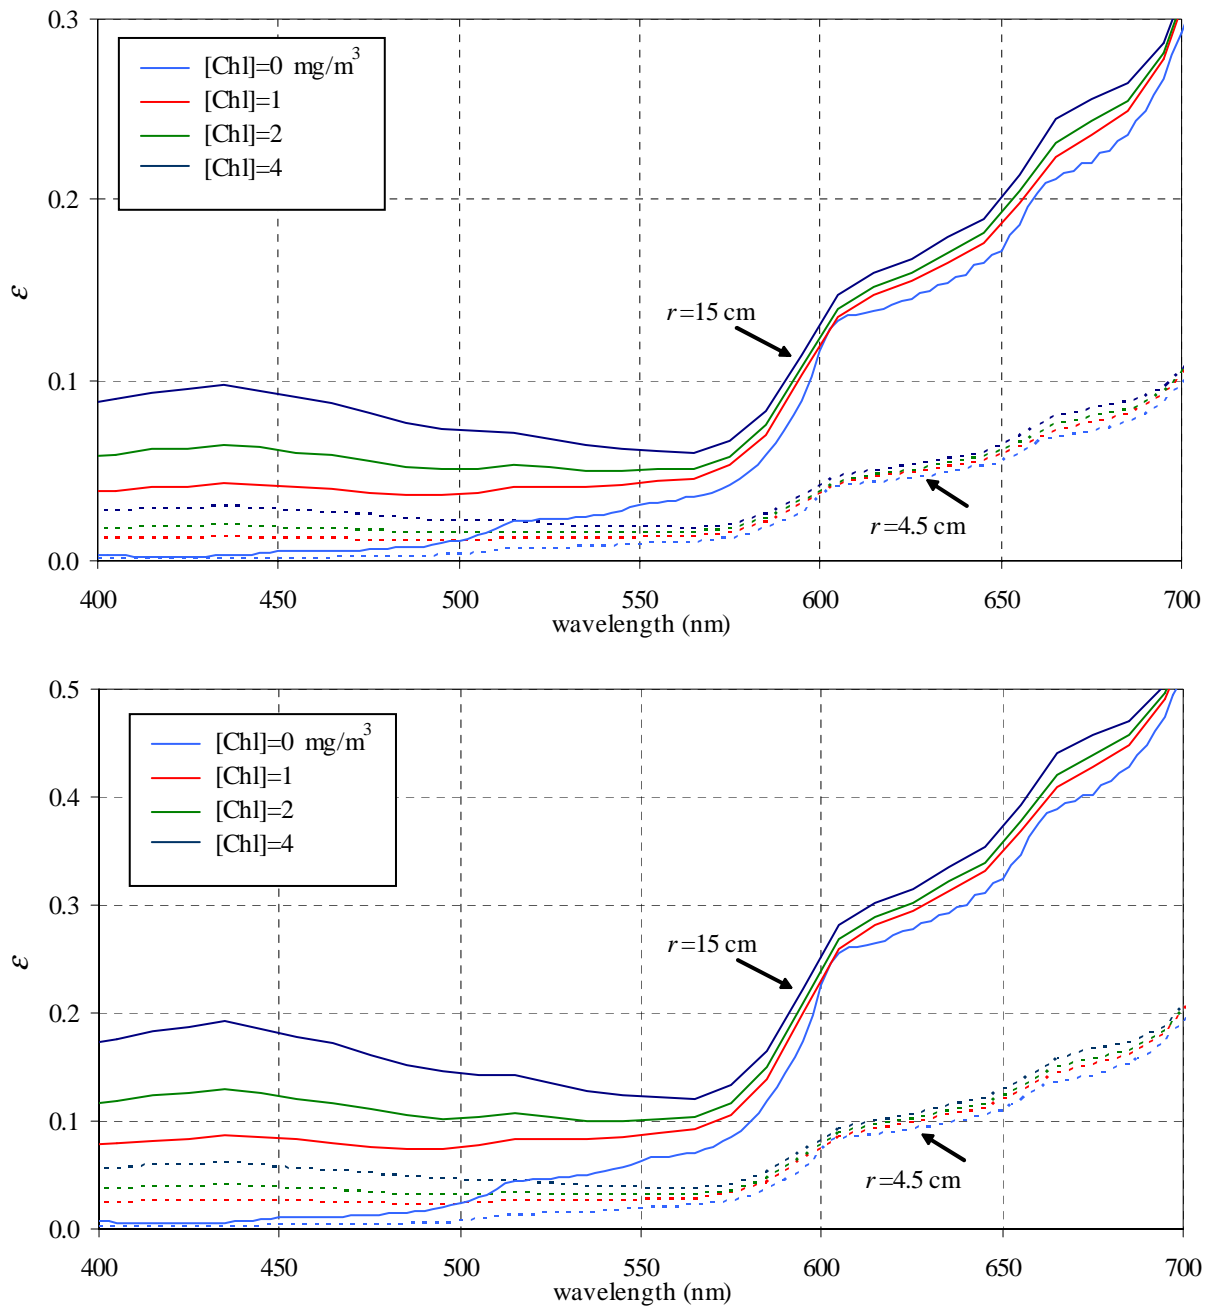 0.3
[Chl]=0 mg/m³
[Chl]=1
[Chl]=2
[Chl]=4
0.2
ε
r=15 cm
0.1
r=4.5 cm
0.0
400 450 500 550 600 650 700
wavelength (nm)
0.5
[Chl]=0 mg/m³
[Chl]=1
[Chl]=2
[Chl]=4
0.4
0.3
ε
r=15 cm
0.2
0.1
r=4.5 cm
0.0
400 450 500 550 600 650 700
wavelength (nm)